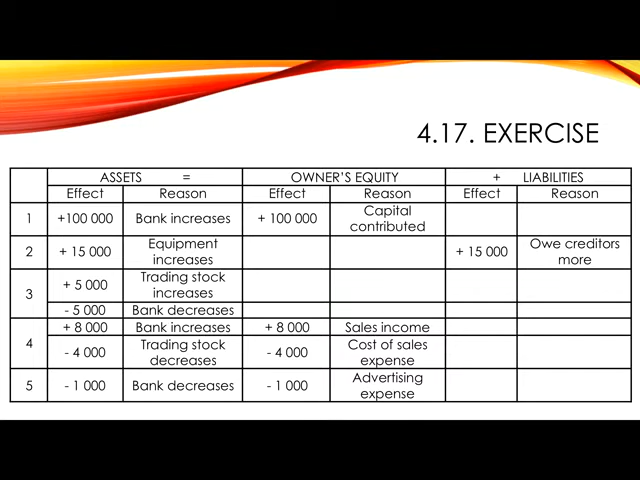 4.17. EXERCISE
ASSETS = OWNER'S EQUITY + LIABILITIES
Effect Reason Effect Reason Effect Reason
1 +100 000 Bank increases + 100 000 Capital contributed
2 + 15 000 Equipment increases + 15 000 Owe creditors more
3 + 5 000 Trading stock increases
- 5 000 Bank decreases
4 + 8 000 Bank increases + 8 000 Sales income
- 4 000 Trading stock decreases - 4 000 Cost of sales expense
5 - 1 000 Bank decreases - 1 000 Advertising expense